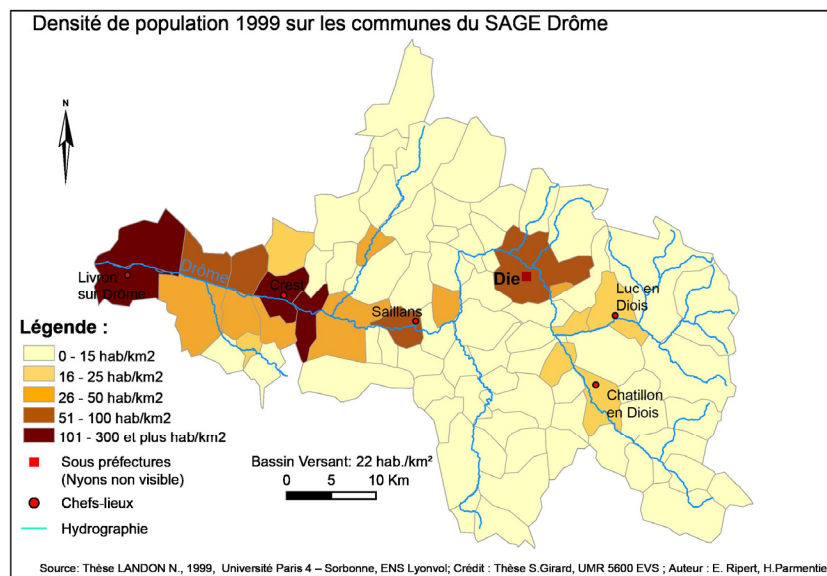 Densité de population 1999 sur les communes du SAGE Drôme
N
Drôme
Livron
sur Drôme
Crest
Saillans
Die
Luc en
Diois
Chatillon
en Diois
Légende :
0 - 15 hab/km2
16 - 25 hab/km2
26 - 50 hab/km2
51 - 100 hab/km2
101 - 300 et plus hab/km2
Sous préfectures
(Nyons non visible)
Chefs-lieux
Hydrographie
Bassin Versant: 22 hab./km²
0 5 10 Km
Source: Thèse LANDON N., 1999, Université Paris 4 – Sorbonne, ENS Lyonvol; Crédit : Thèse S.Girard, UMR 5600 EVS ; Auteur : E. Ripert, H.Parmentie